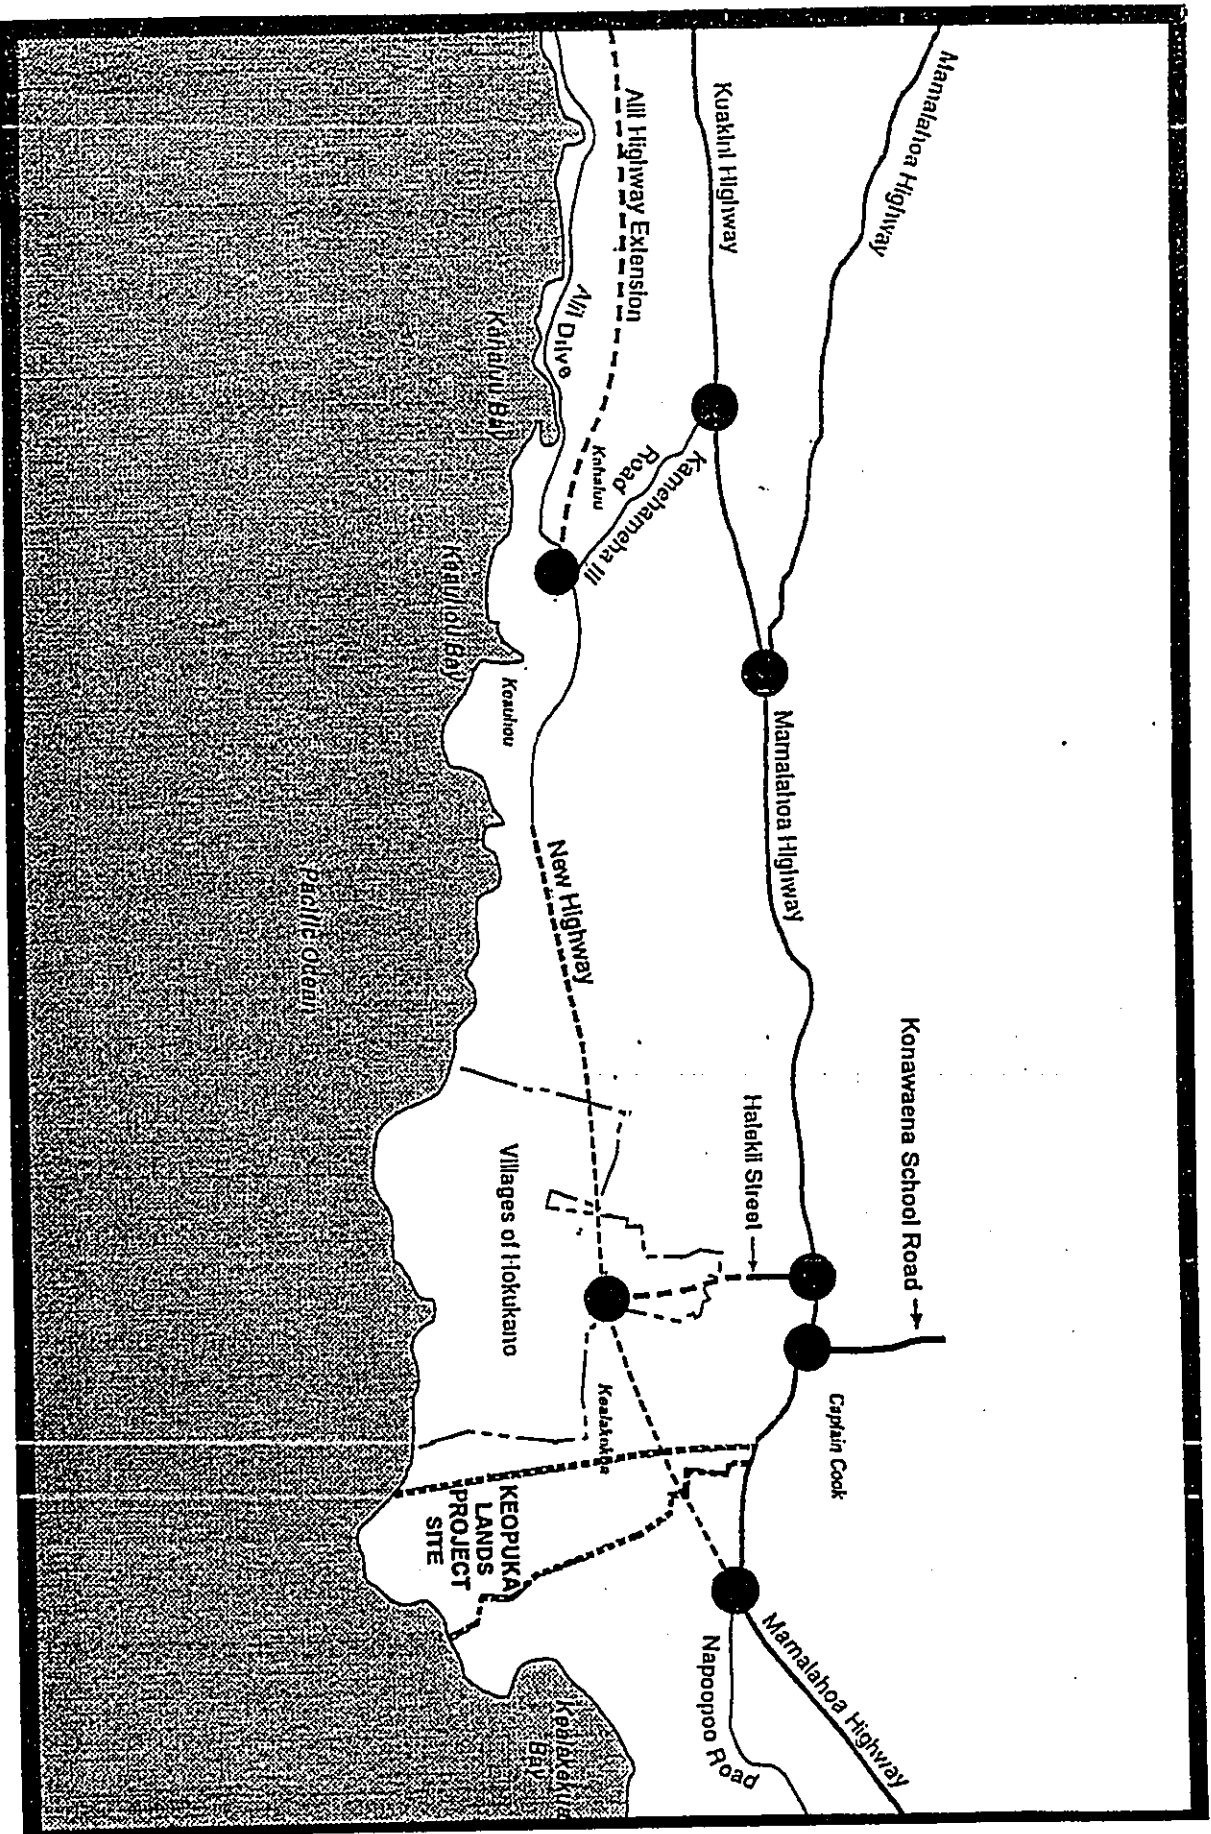 Mamalahoa Highway
Kuakini Highway
Alii Highway Extension
Alii Drive
Kahaluu Bay
Kahaluu
Kamehameha III
Road
Keauhou Bay
Keauhou
Mamalahoa Highway
New Highway
Pacific Ocean
Konawaena School Road
Halekii Street
Villages of Hokukano
Captain Cook
Kealakekua
KEOPUKA
LANDS
PROJECT
SITE
Mamalahoa Highway
Napoopoo Road
Kealakekua
Bay